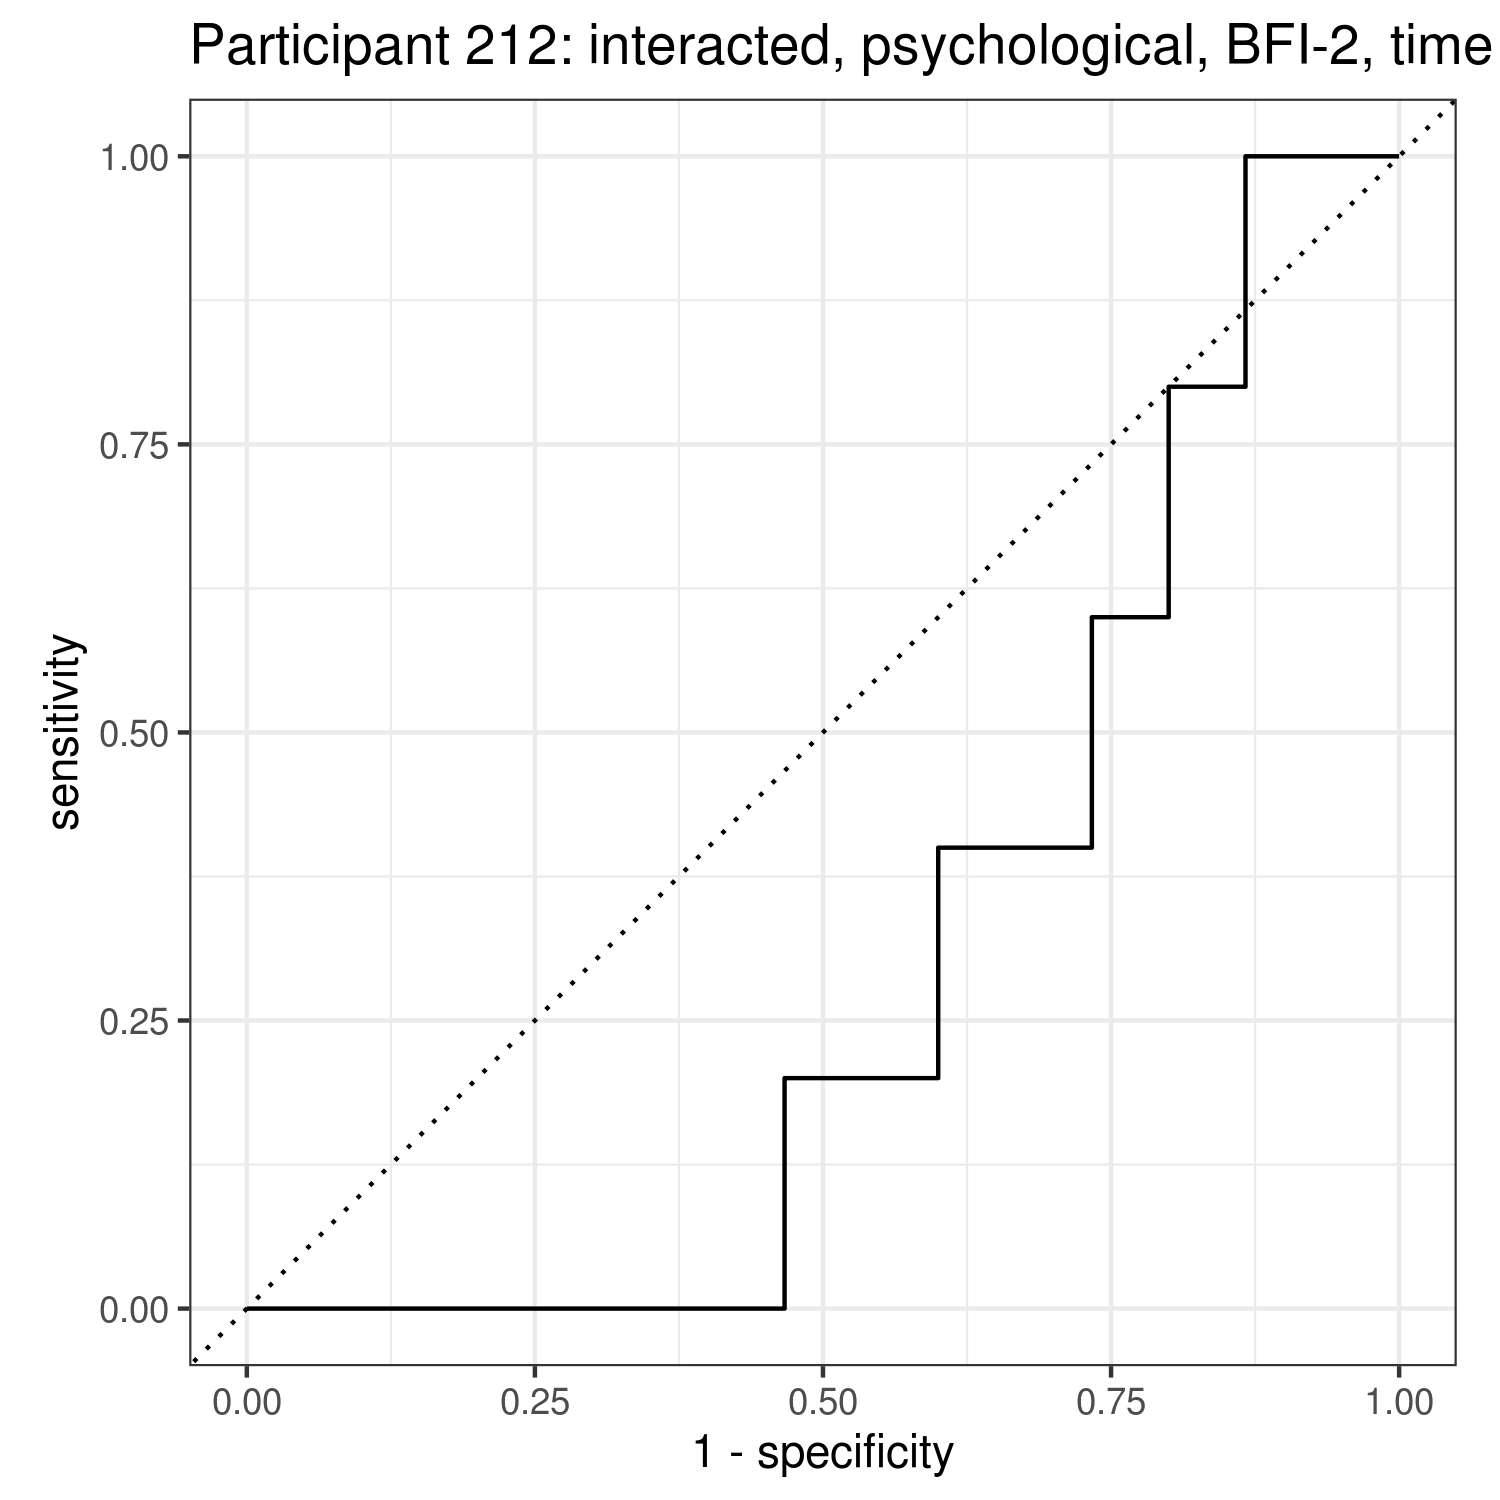 Participant 212: interacted, psychological, BFI-2, time
1.00
0.75
0.50
0.25
0.00
sensitivity
0.00 0.25 0.50 0.75 1.00
1 - specificity